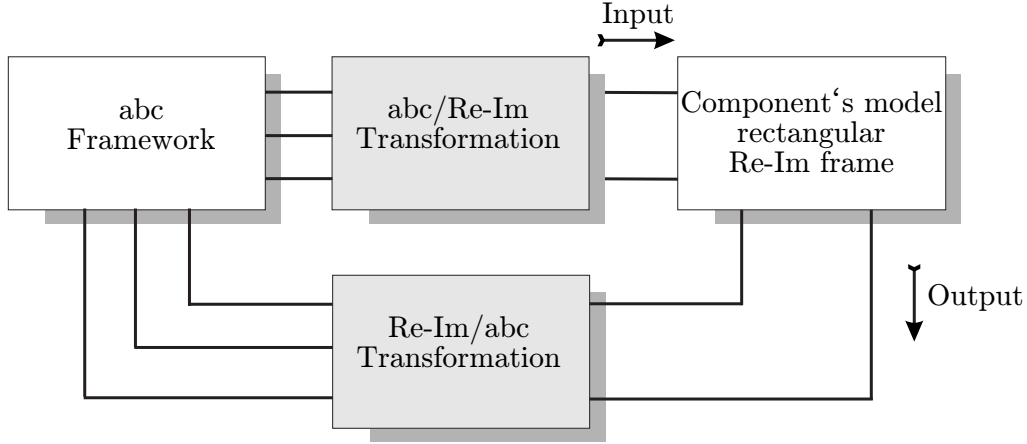 Input
abc
Framework
abc/Re-Im
Transformation
Component‘s model
rectangular
Re-Im frame
Re-Im/abc
Transformation
Output